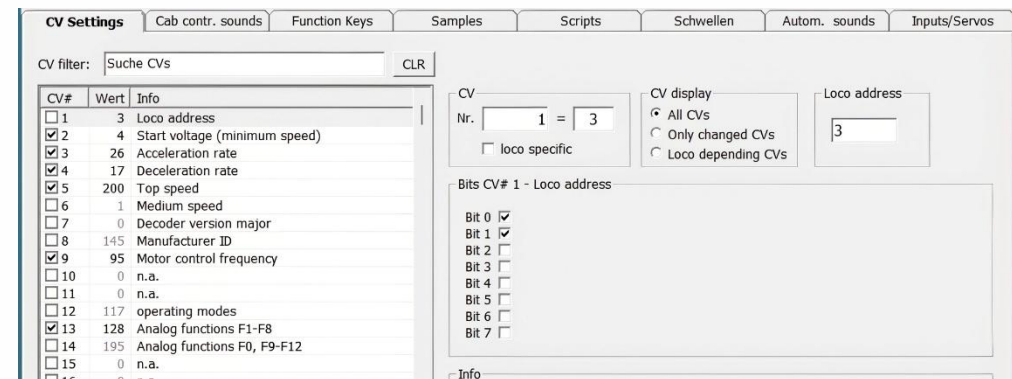 CV Settings Cab contr. sounds Function Keys Samples Scripts Schwellen Autom. sounds Inputs/Servos
CV filter: Suche CVs CLR
CV# Wert Info
1 3 Loco address
2 4 Start voltage (minimum speed)
3 26 Acceleration rate
4 17 Deceleration rate
5 200 Top speed
6 1 Medium speed
7 0 Decoder version major
8 145 Manufacturer ID
9 95 Motor control frequency
10 0 n.a.
11 0 n.a.
12 117 operating modes
13 128 Analog functions F1-F8
14 195 Analog functions F0, F9-F12
15 0 n.a.
CV
Nr. 1 = 3
loco specific
CV display
All CVs
Only changed CVs
Loco depending CVs
Loco address
3
Bits CV# 1 - Loco address
Bit 0
Bit 1
Bit 2
Bit 3
Bit 4
Bit 5
Bit 6
Bit 7
Info